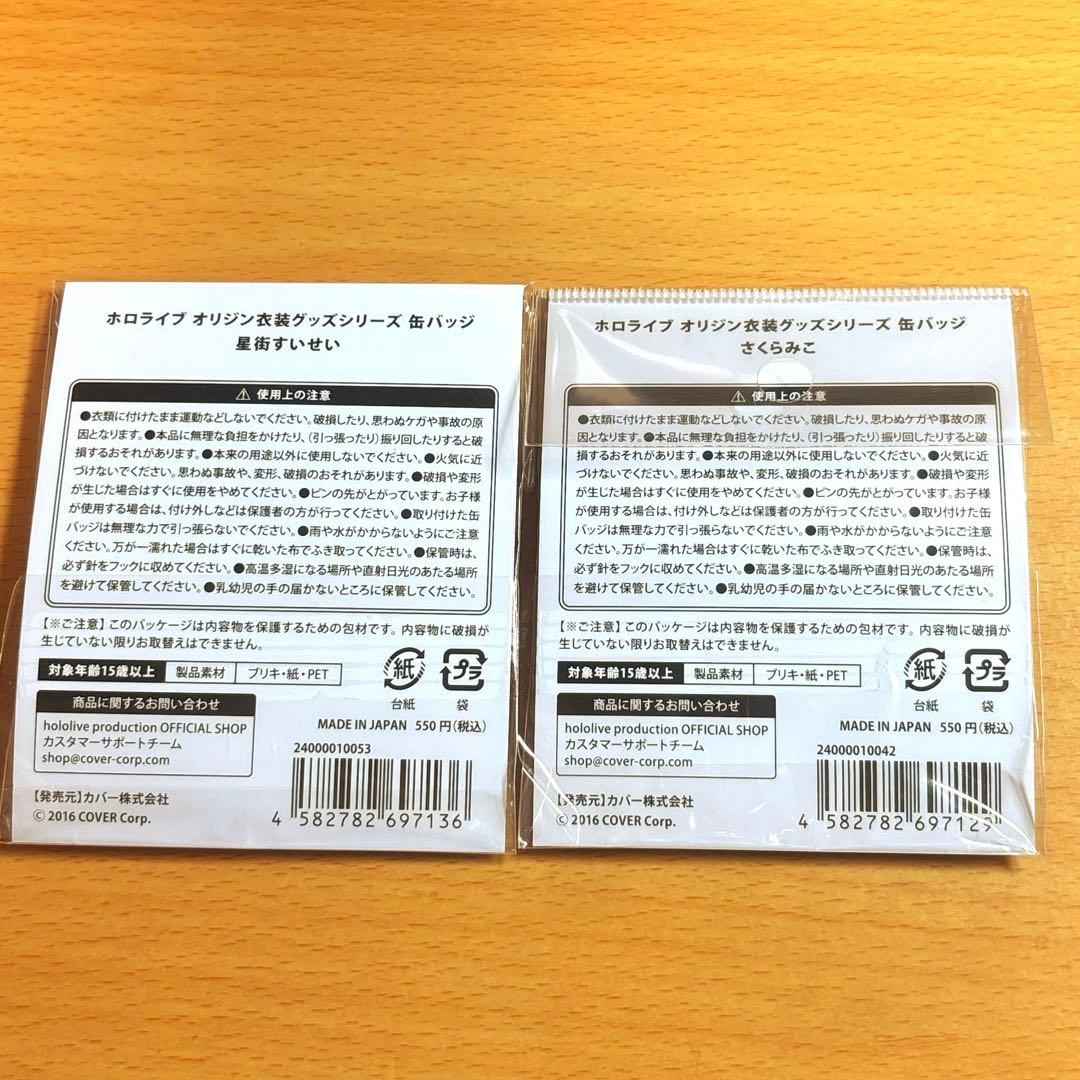 ホロライブ オリジン衣装グッズシリーズ 缶バッジ
星街すいせい
⚠ 使用上の注意
●衣類に付けたまま運動などしないでください。破損したり、思わぬケガや事故の原
因となります。●本品に無理な負担をかけたり、(引っ張ったり)振り回したりすると破
損するおそれがあります。●本来の用途以外に使用しないでください。●火気に近
づけないでください。思わぬ事故や、変形、破損のおそれがあります。●破損や変形
が生じた場合はすぐに使用をやめてください。●ピンの先がとがっています。お子様
が使用する場合は、付け外しなどは保護者の方が行ってください。●取り付けた缶
バッジは無理な力で引っ張らないでください。●雨や水がかからないようにご注意
ください。万が一濡れた場合はすぐに乾いた布でふき取ってください。●保管時は、
必ず針をフックに収めてください。●高温多湿になる場所や直射日光のあたる場所
を避けて保管してください。●乳幼児の手の届かないところに保管してください。
【※ご注意】このパッケージは内容物を保護するための包材です。内容物に破損が
生じていない限りお取替えはできません。
対象年齢15歳以上 製品素材 ブリキ・紙・PET
紙
台紙
プラ
袋
商品に関するお問い合わせ
hololive production OFFICIAL SHOP
カスタマーサポートチーム
shop@cover-corp.com
MADE IN JAPAN 550円(税込)
24000010053
4 582782 697136
【発売元】カバー株式会社
© 2016 COVER Corp.
ホロライブ オリジン衣装グッズシリーズ 缶バッジ
さくらみこ
⚠ 使用上の注意
●衣類に付けたまま運動などしないでください。破損したり、思わぬケガや事故の原
因となります。●本品に無理な負担をかけたり、(引っ張ったり)振り回したりすると破
損するおそれがあります。●本来の用途以外に使用しないでください。●火気に近
づけないでください。思わぬ事故や、変形、破損のおそれがあります。●破損や変形
が生じた場合はすぐに使用をやめてください。●ピンの先がとがっています。お子様
が使用する場合は、付け外しなどは保護者の方が行ってください。●取り付けた缶
バッジは無理な力で引っ張らないでください。●雨や水がかからないようにご注意
ください。万が一濡れた場合はすぐに乾いた布でふき取ってください。●保管時は、
必ず針をフックに収めてください。●高温多湿になる場所や直射日光のあたる場所
を避けて保管してください。●乳幼児の手の届かないところに保管してください。
【※ご注意】このパッケージは内容物を保護するための包材です。内容物に破損が
生じていない限りお取替えはできません。
対象年齢15歳以上 製品素材 ブリキ・紙・PET
紙
台紙
プラ
袋
商品に関するお問い合わせ
hololive production OFFICIAL SHOP
カスタマーサポートチーム
shop@cover-corp.com
MADE IN JAPAN 550円(税込)
24000010042
4 582782 697129
【発売元】カバー株式会社
© 2016 COVER Corp.